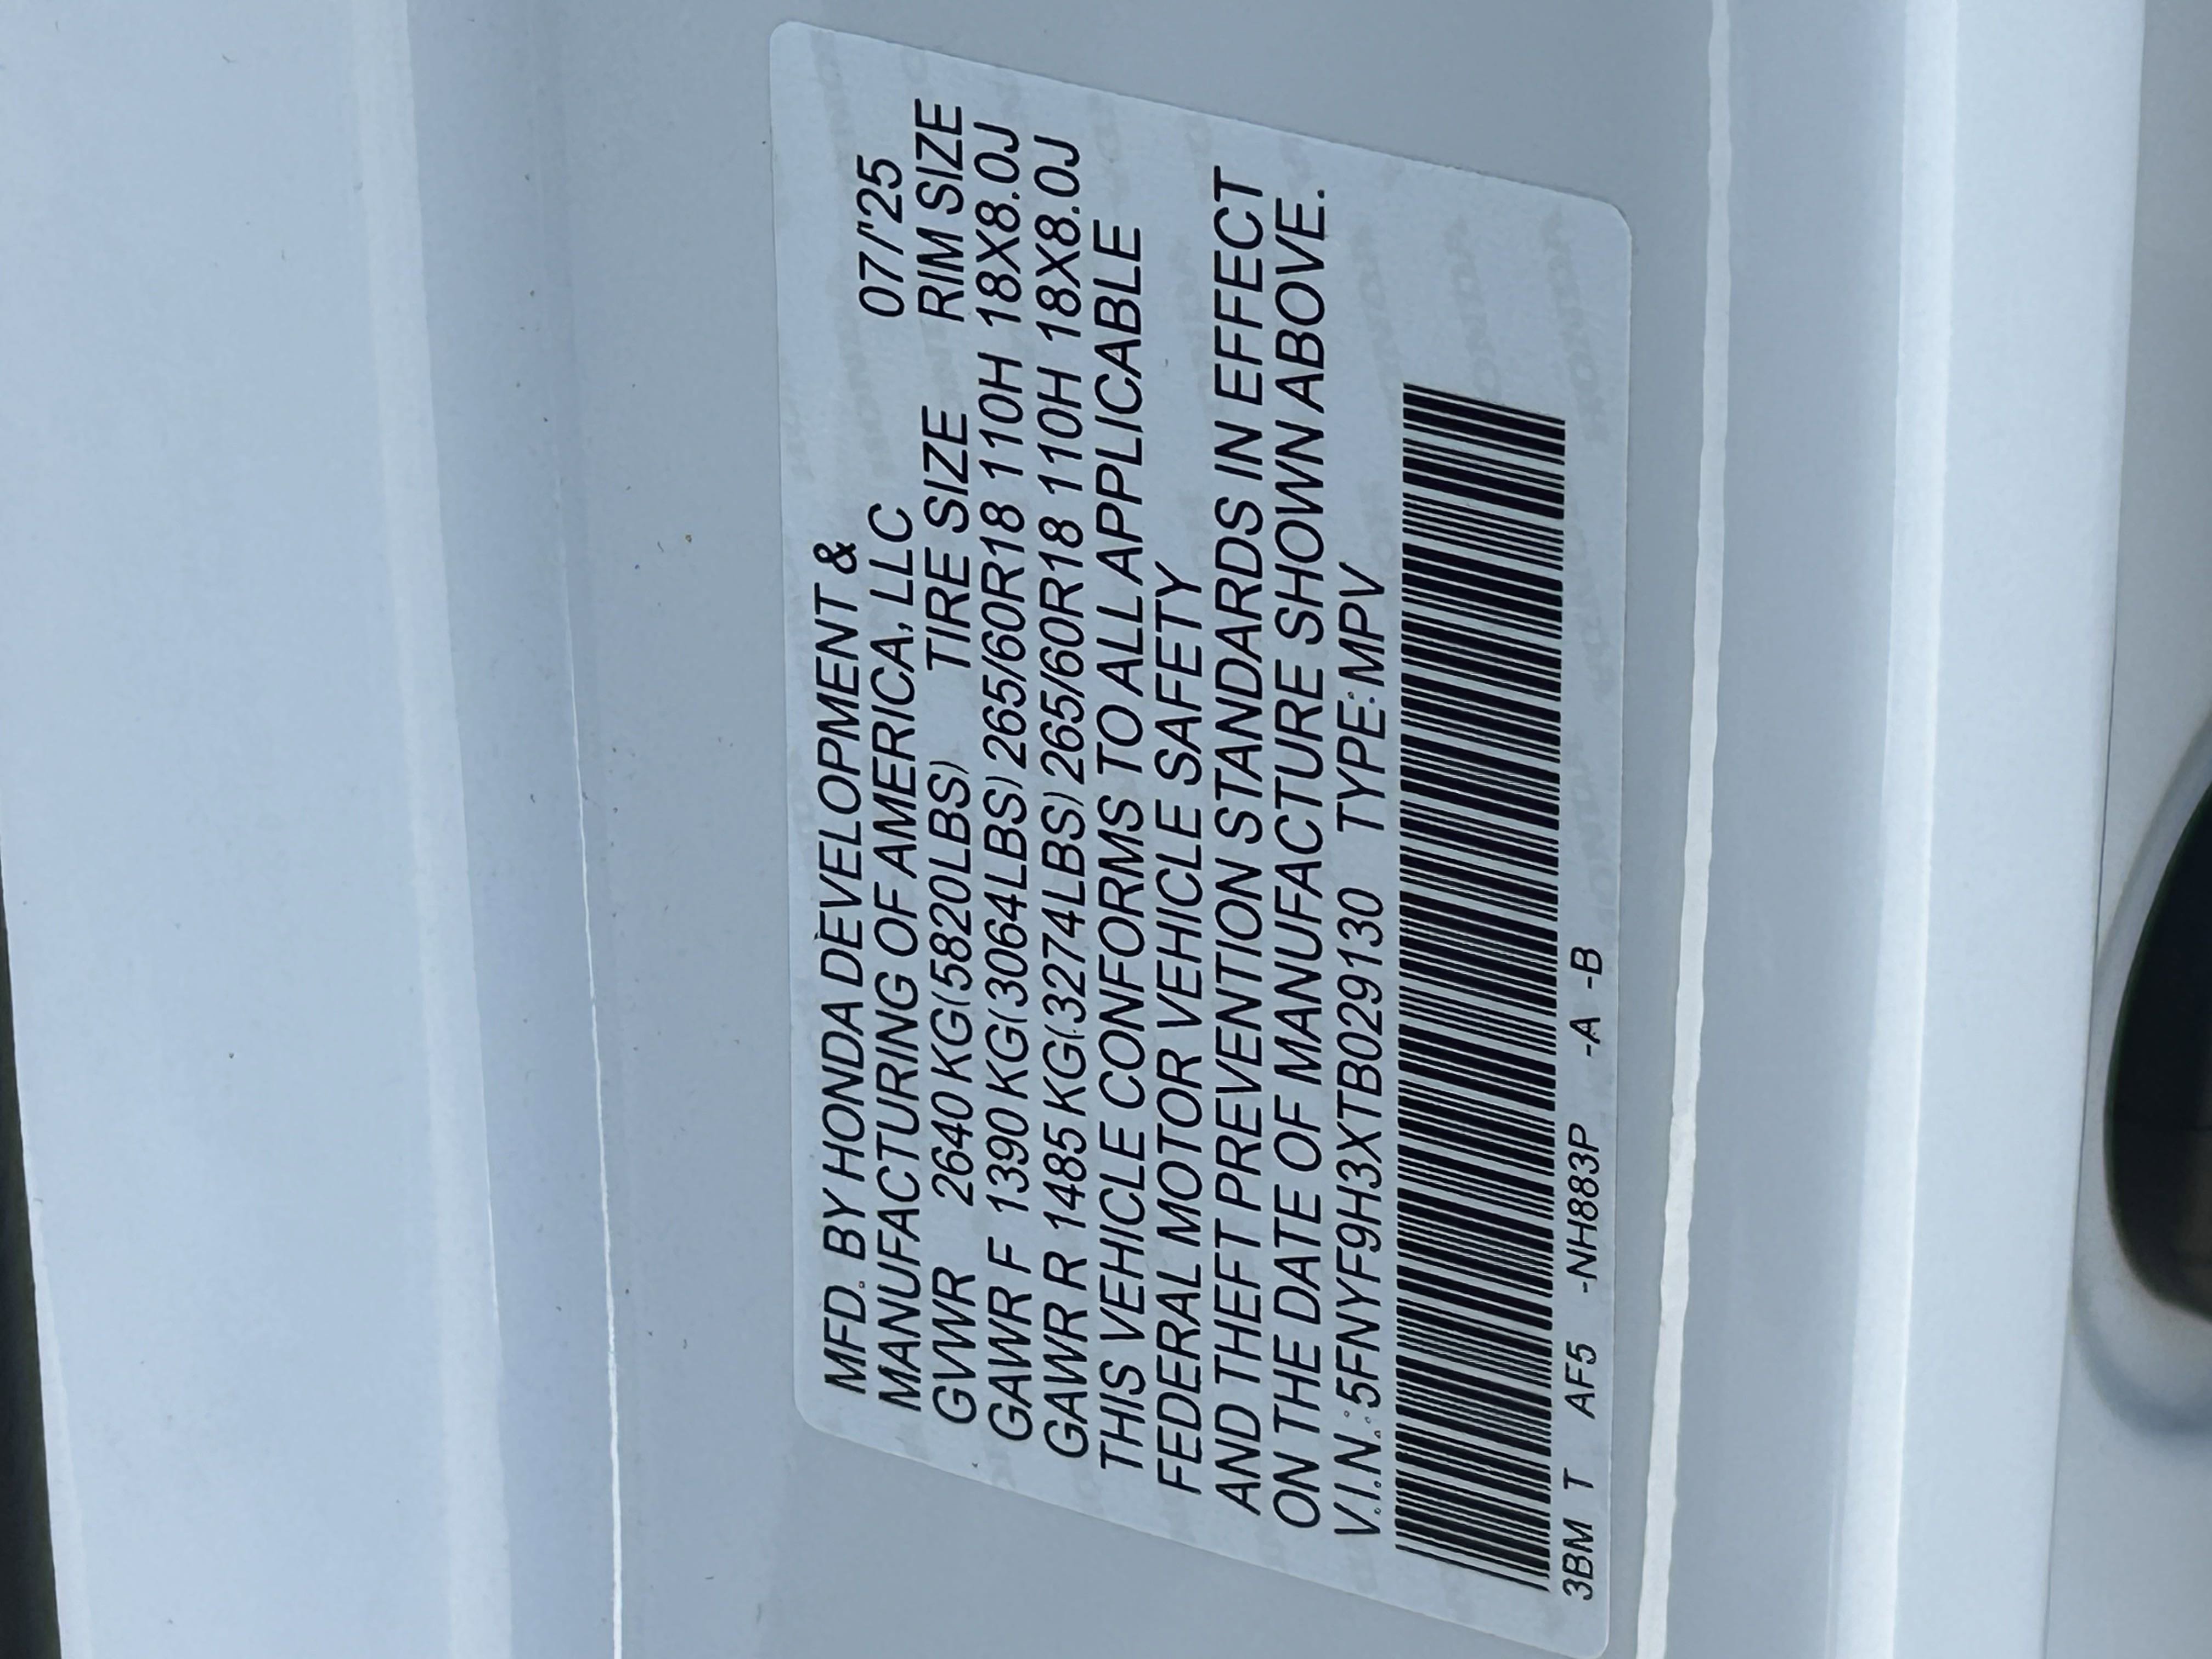 MFD. BY HONDA DEVELOPMENT &
MANUFACTURING OF AMERICA, LLC 07/'25
GVWR 2640 KG(5820LBS) TIRE SIZE RIM SIZE
GAWR F 1390 KG(3064LBS) 265/60R18 110H 18X8.0J
GAWR R 1485 KG(3274LBS) 265/60R18 110H 18X8.0J
THIS VEHICLE CONFORMS TO ALL APPLICABLE
FEDERAL MOTOR VEHICLE SAFETY
AND THEFT PREVENTION STANDARDS IN EFFECT
ON THE DATE OF MANUFACTURE SHOWN ABOVE.
V.I.N.:5FNYF9H3XTB029130 TYPE:MPV
3BM T AF5 -NH883P -A -B